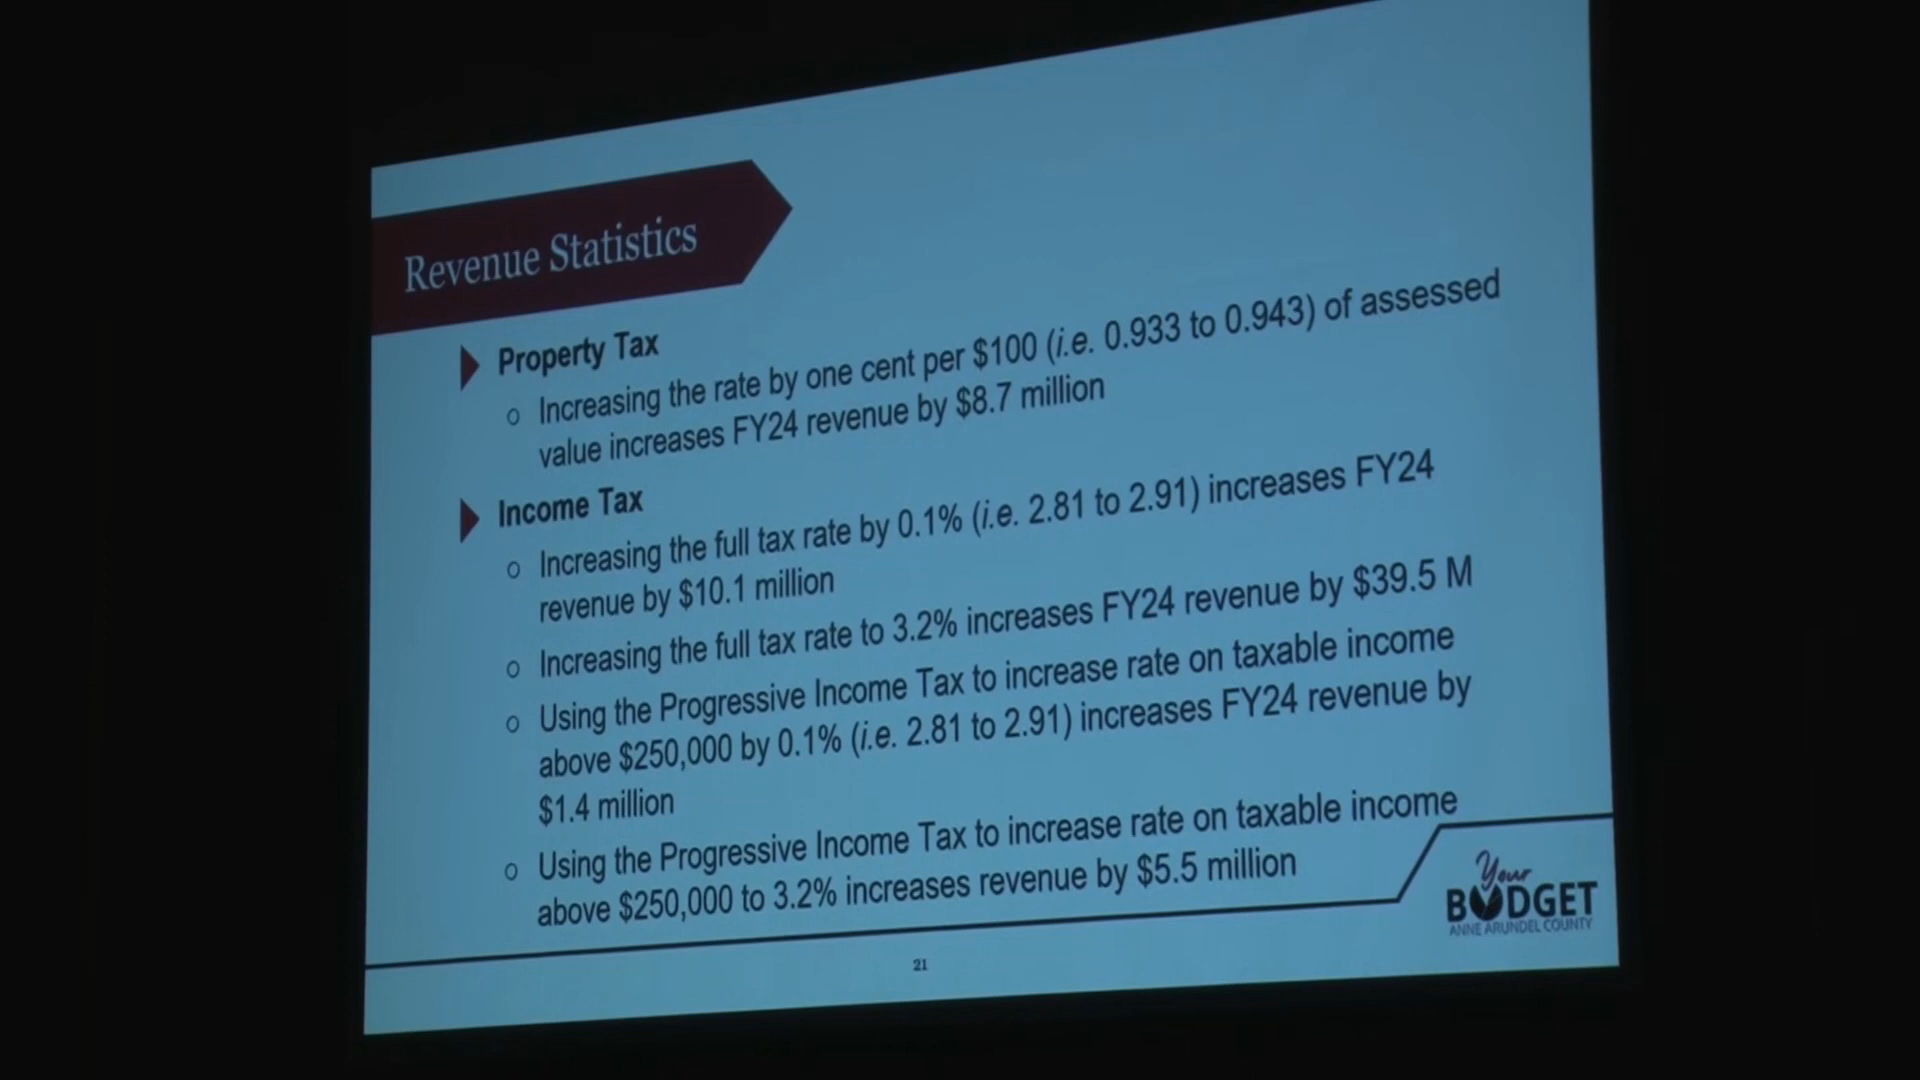 Revenue Statistics
Property Tax
Increasing the rate by one cent per $100 (i.e. 0.933 to 0.943) of assessed
value increases FY24 revenue by $8.7 million
Income Tax
Increasing the full tax rate by 0.1% (i.e. 2.81 to 2.91) increases FY24
revenue by $10.1 million
Increasing the full tax rate to 3.2% increases FY24 revenue by $39.5 M
Using the Progressive Income Tax to increase rate on taxable income
above $250,000 by 0.1% (i.e. 2.81 to 2.91) increases FY24 revenue by
$1.4 million
Using the Progressive Income Tax to increase rate on taxable income
above $250,000 to 3.2% increases revenue by $5.5 million
Your
BUDGET
ANNE ARUNDEL COUNTY
21